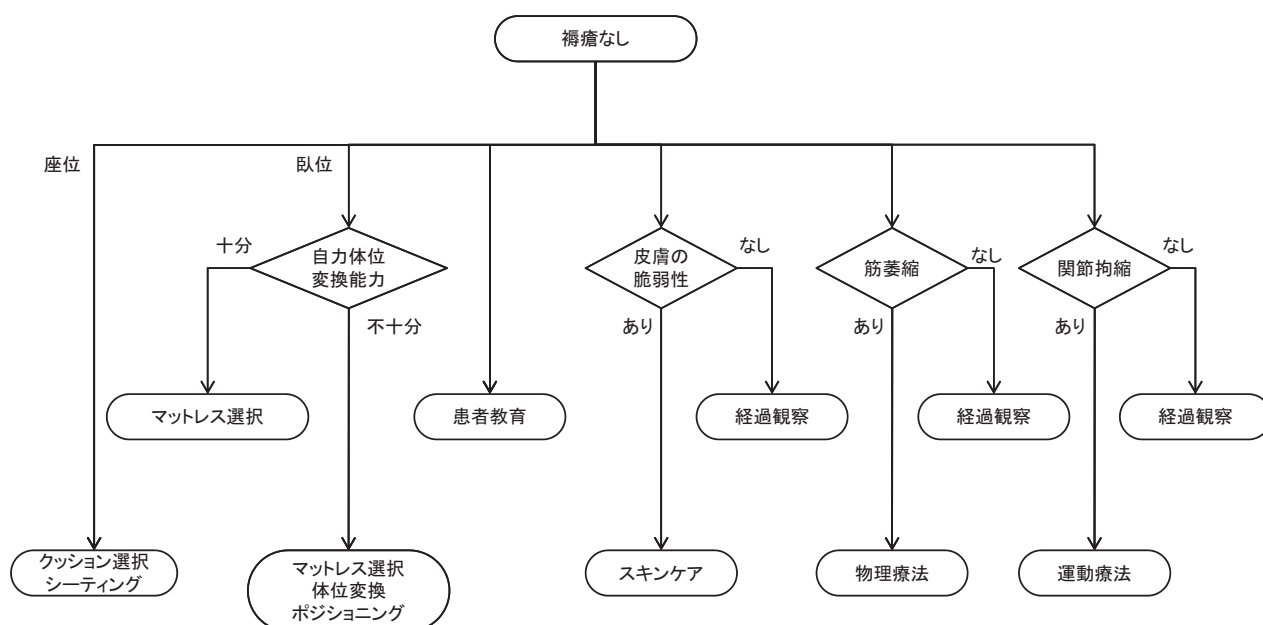 褥瘡なし
座位
臥位
十分
自力体位
変換能力
不十分
皮膚の
脆弱性
なし
あり
筋萎縮
なし
あり
関節拘縮
なし
あり
マットレス選択
患者教育
経過観察
経過観察
経過観察
クッション選択
シーティング
マットレス選択
体位変換
ポジショニング
スキンケア
物理療法
運動療法